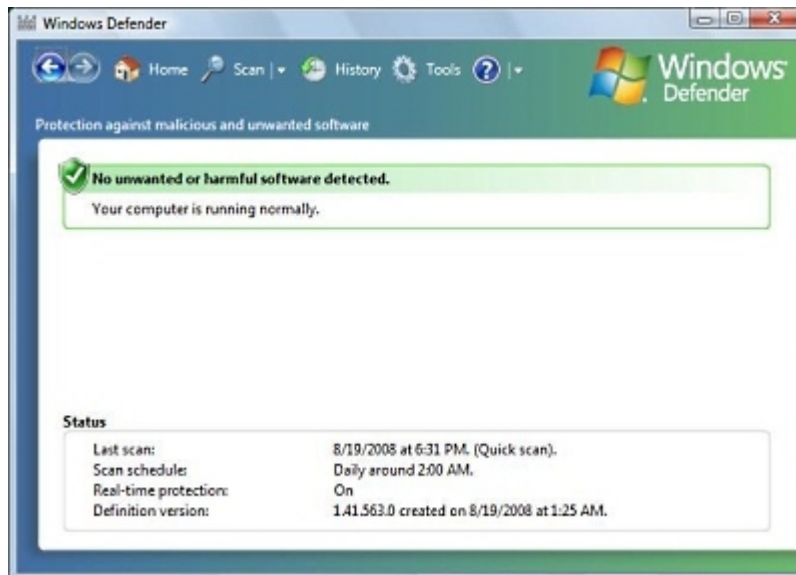 Windows Defender
Home Scan History Tools ?
Windows
Defender
Protection against malicious and unwanted software
No unwanted or harmful software detected.
Your computer is running normally.
Status
Last scan: 8/19/2008 at 6:31 PM. (Quick scan).
Scan schedule: Daily around 2:00 AM.
Real-time protection: On
Definition version: 1.41.563.0 created on 8/19/2008 at 1:25 AM.